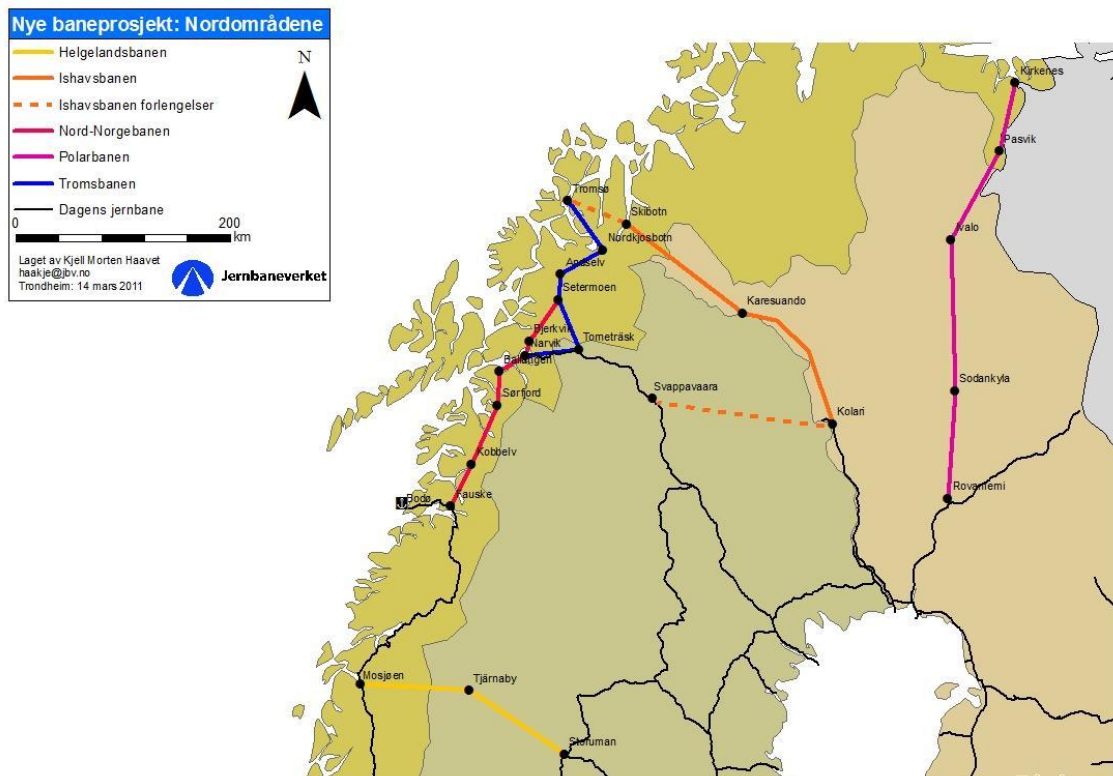 Nye baneprosjekt: Nordområdene
Helgelandsbanen
Ishavsbanen
Ishavsbanen forlengelser
Nord-Norgebanen
Polarbanen
Tromsbanen
Dagens jernbane
N
0 200
km
Laget av Kjell Morten Haavet
haakje@jbv.no
Trondheim: 14 mars 2011
Jernbaneverket
Kirkenes
Pasvik
Tromsø
Skibotn
Nordkjosbotn
Ivalo
Andselv
Setermoen
Karesuando
Bjerkvik
Narvik
Tometräsk
Ballangen
Svappavaara
Sodankyla
Sørfjord
Kolari
Kobbelv
Bodø
Fauske
Rovaniemi
Mosjøen
Tjärnaby
Storuman